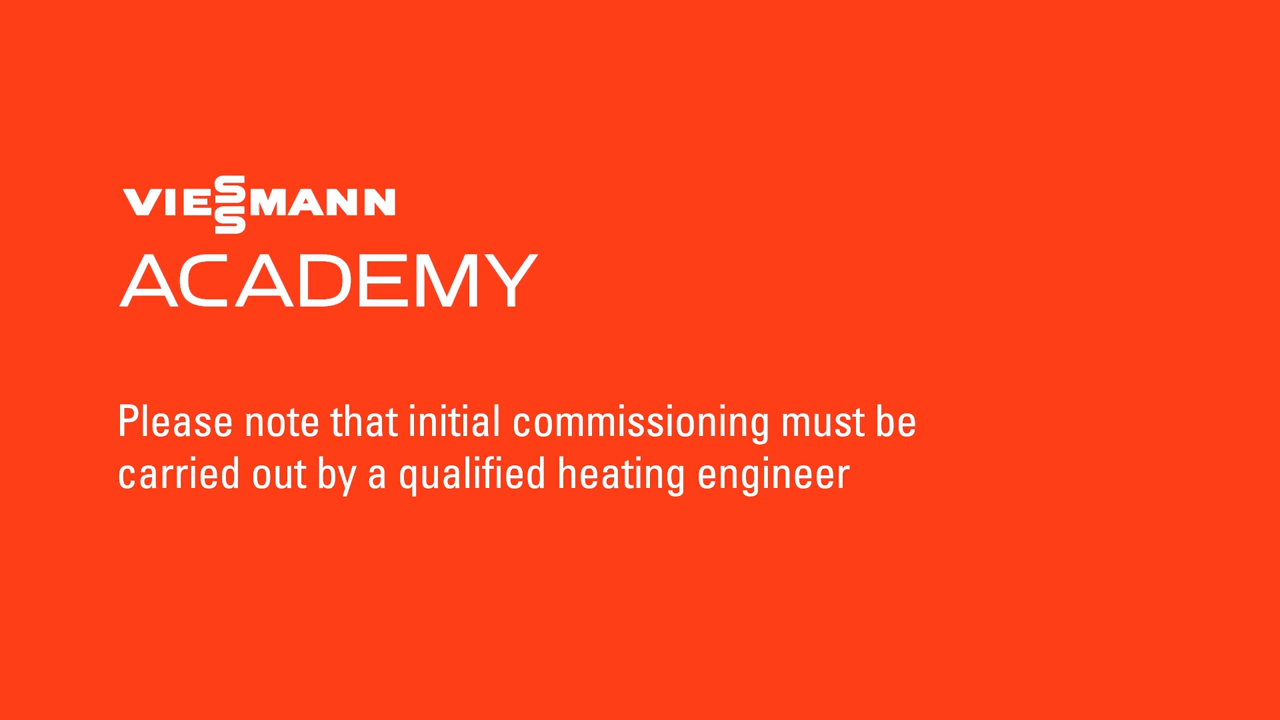 VIESSMANN
ACADEMY
Please note that initial commissioning must be
carried out by a qualified heating engineer